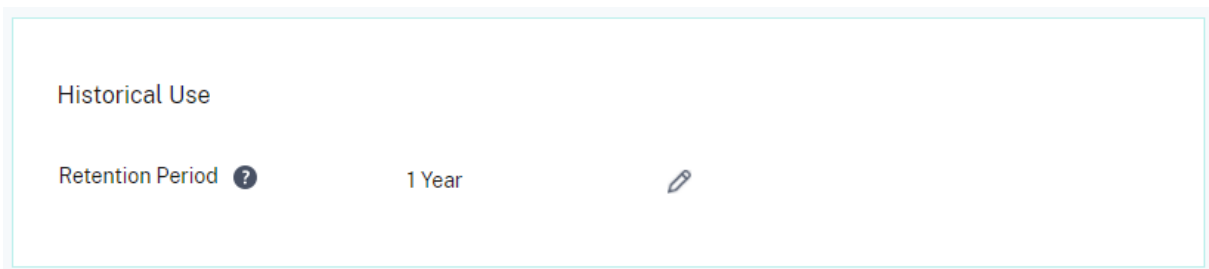 Historical Use
Retention Period ?
1 Year